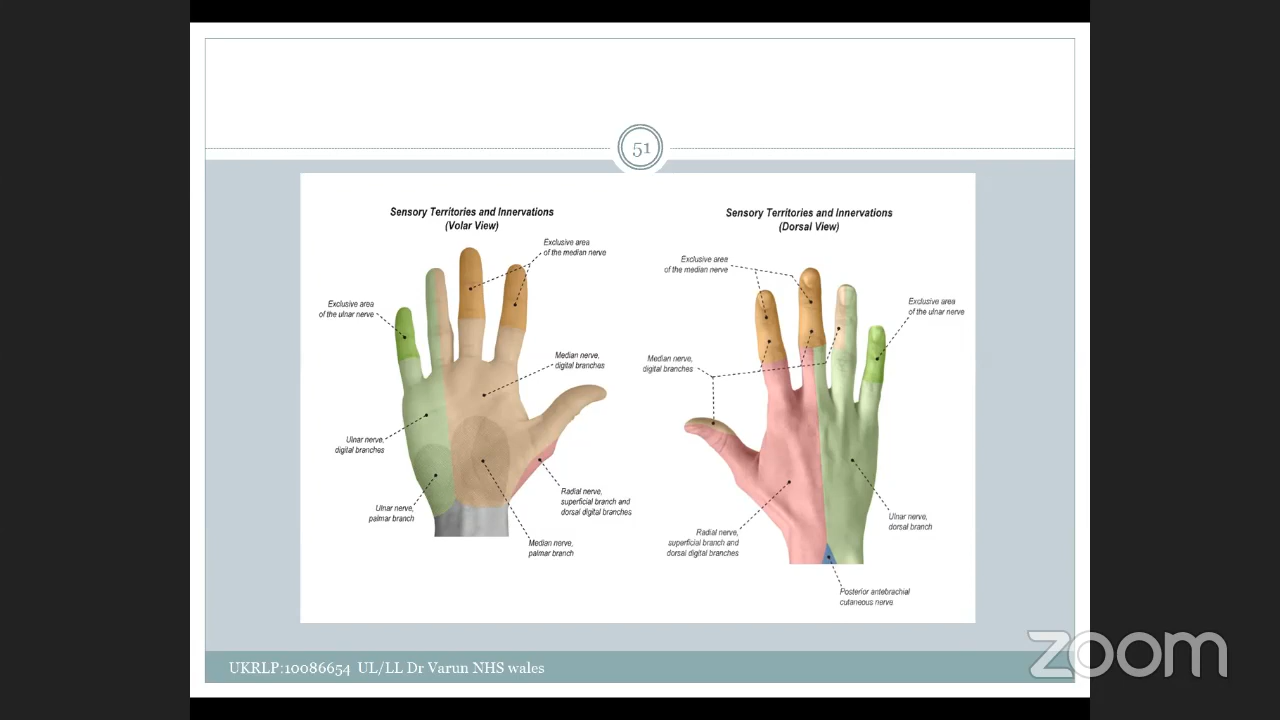 51
Sensory Territories and Innervations
(Volar View)
Exclusive area
of the median nerve
Exclusive area
of the ulnar nerve
Median nerve,
digital branches
Ulnar nerve,
digital branches
Ulnar nerve,
palmar branch
Radial nerve,
superficial branch and
dorsal digital branches
Median nerve,
palmar branch
Sensory Territories and Innervations
(Dorsal View)
Exclusive area
of the median nerve
Exclusive area
of the ulnar nerve
Median nerve,
digital branches
Ulnar nerve,
dorsal branch
Radial nerve,
superficial branch and
dorsal digital branches
Posterior antebrachial
cutaneous nerve
UKRLP:10086654 UL/LL Dr Varun NHS wales
zoom